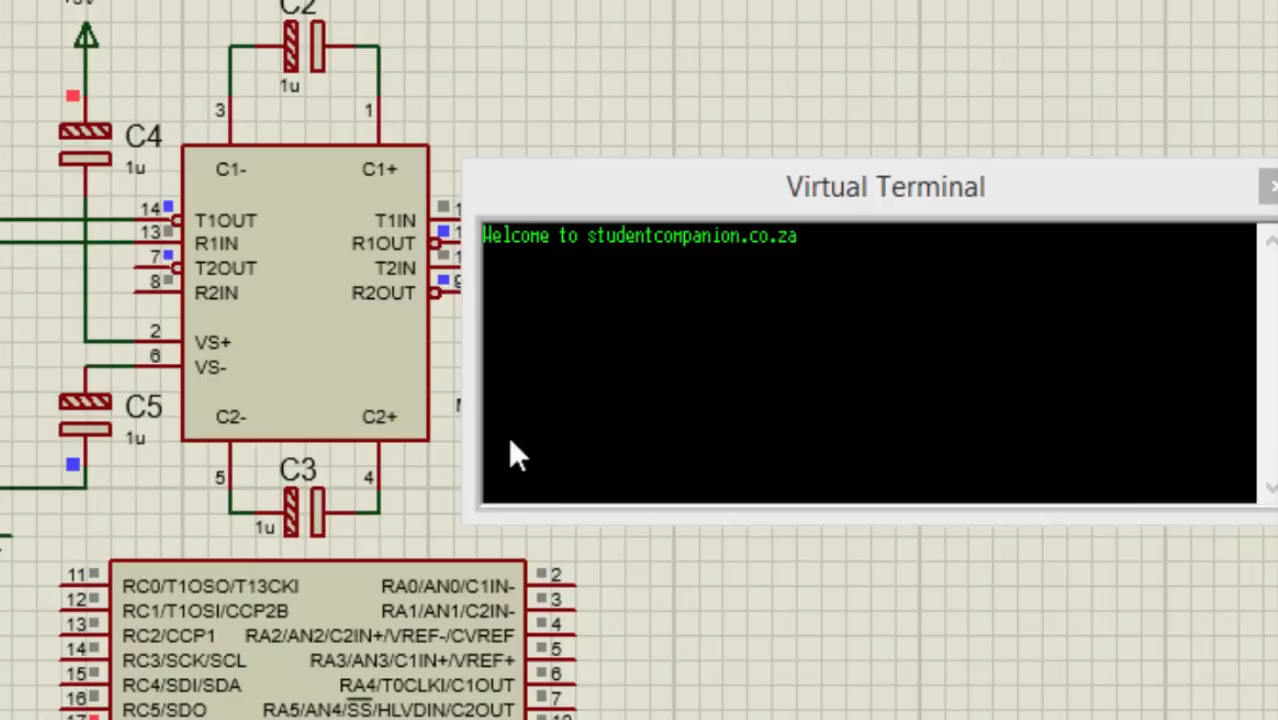 C2
1u
3
1
C4
1u
C1-
C1+
14
T1OUT
T1IN
13
R1IN
R1OUT
7
T2OUT
T2IN
8
R2IN
R2OUT
9
2
VS+
6
VS-
C5
1u
C2-
C2+
5
C3
4
1u
Virtual Terminal
Welcome to studentcompanion.co.za
11
RC0/T1OSO/T13CKI
RA0/AN0/C1IN-
2
12
RC1/T1OSI/CCP2B
RA1/AN1/C2IN-
3
13
RC2/CCP1
RA2/AN2/C2IN+/VREF-/CVREF
4
14
RC3/SCK/SCL
RA3/AN3/C1IN+/VREF+
5
15
RC4/SDI/SDA
RA4/T0CLKI/C1OUT
6
16
RC5/SDO
RA5/AN4/SS/HLVDIN/C2OUT
7